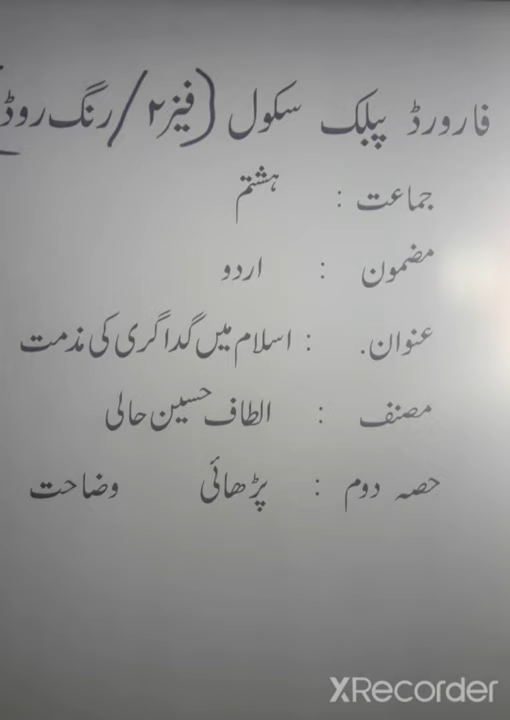 فارورڈ پبلک سکول (فیز۲/رنگ روڈ)
جماعت : ہشتم
مضمون : اردو
عنوان. : اسلام میں گداگری کی مذمت
مصنف : الطاف حسین حالی
حصہ دوم : پڑھائی وضاحت
XRecorder